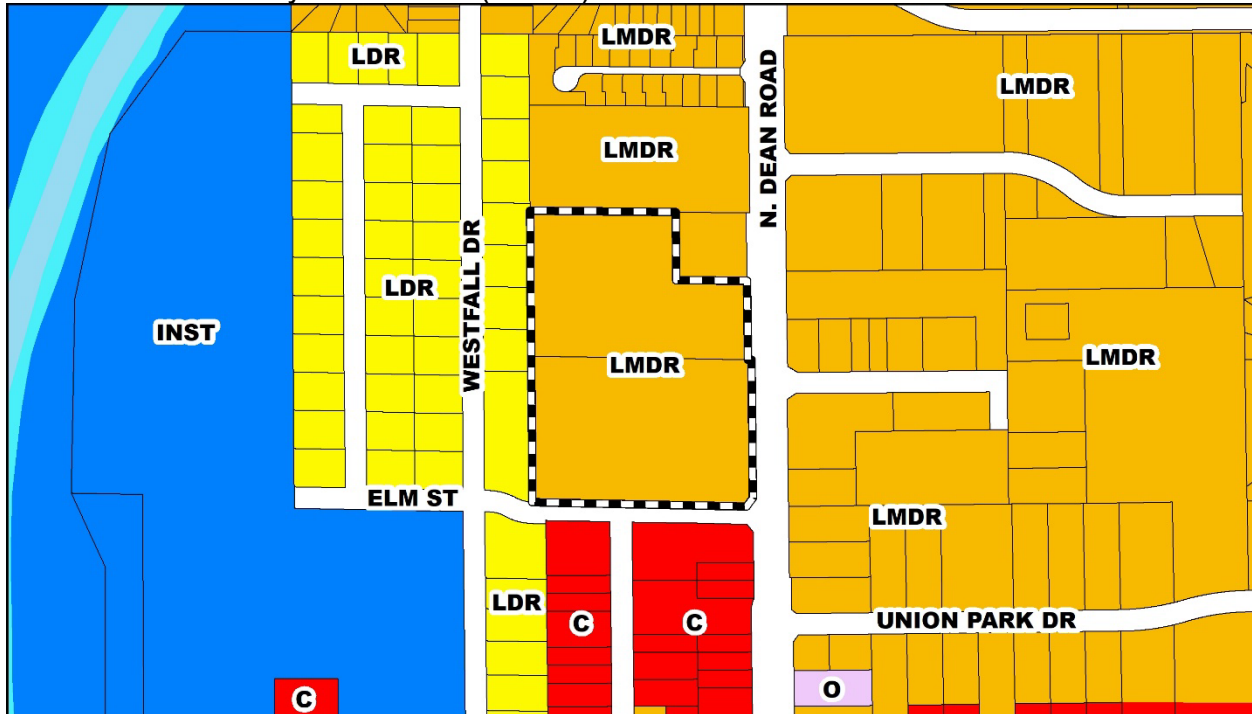 LDR
LMDR
LMDR
N. DEAN ROAD
LMDR
WESTFALL DR
LDR
INST
LMDR
LMDR
ELM ST
LMDR
LDR
C
C
UNION PARK DR
O
C